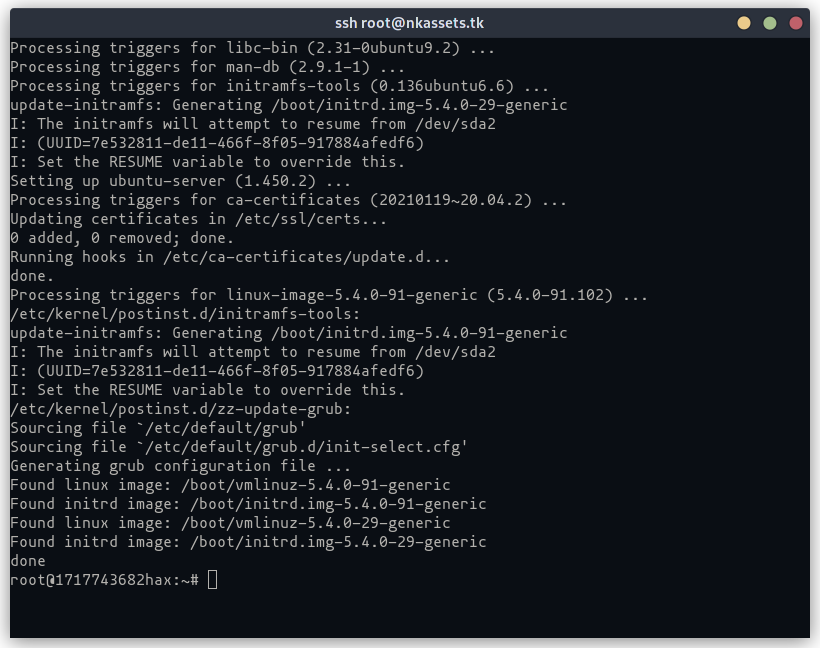 ssh root@nkassets.tk
Processing triggers for libc-bin (2.31-0ubuntu9.2) ...
Processing triggers for man-db (2.9.1-1) ...
Processing triggers for initramfs-tools (0.136ubuntu6.6) ...
update-initramfs: Generating /boot/initrd.img-5.4.0-29-generic
I: The initramfs will attempt to resume from /dev/sda2
I: (UUID=7e532811-de11-466f-8f05-917884afedf6)
I: Set the RESUME variable to override this.
Setting up ubuntu-server (1.450.2) ...
Processing triggers for ca-certificates (20210119~20.04.2) ...
Updating certificates in /etc/ssl/certs...
0 added, 0 removed; done.
Running hooks in /etc/ca-certificates/update.d...
done.
Processing triggers for linux-image-5.4.0-91-generic (5.4.0-91.102) ...
/etc/kernel/postinst.d/initramfs-tools:
update-initramfs: Generating /boot/initrd.img-5.4.0-91-generic
I: The initramfs will attempt to resume from /dev/sda2
I: (UUID=7e532811-de11-466f-8f05-917884afedf6)
I: Set the RESUME variable to override this.
/etc/kernel/postinst.d/zz-update-grub:
Sourcing file `/etc/default/grub'
Sourcing file `/etc/default/grub.d/init-select.cfg'
Generating grub configuration file ...
Found linux image: /boot/vmlinuz-5.4.0-91-generic
Found initrd image: /boot/initrd.img-5.4.0-91-generic
Found linux image: /boot/vmlinuz-5.4.0-29-generic
Found initrd image: /boot/initrd.img-5.4.0-29-generic
done
root@1717743682hax:~#